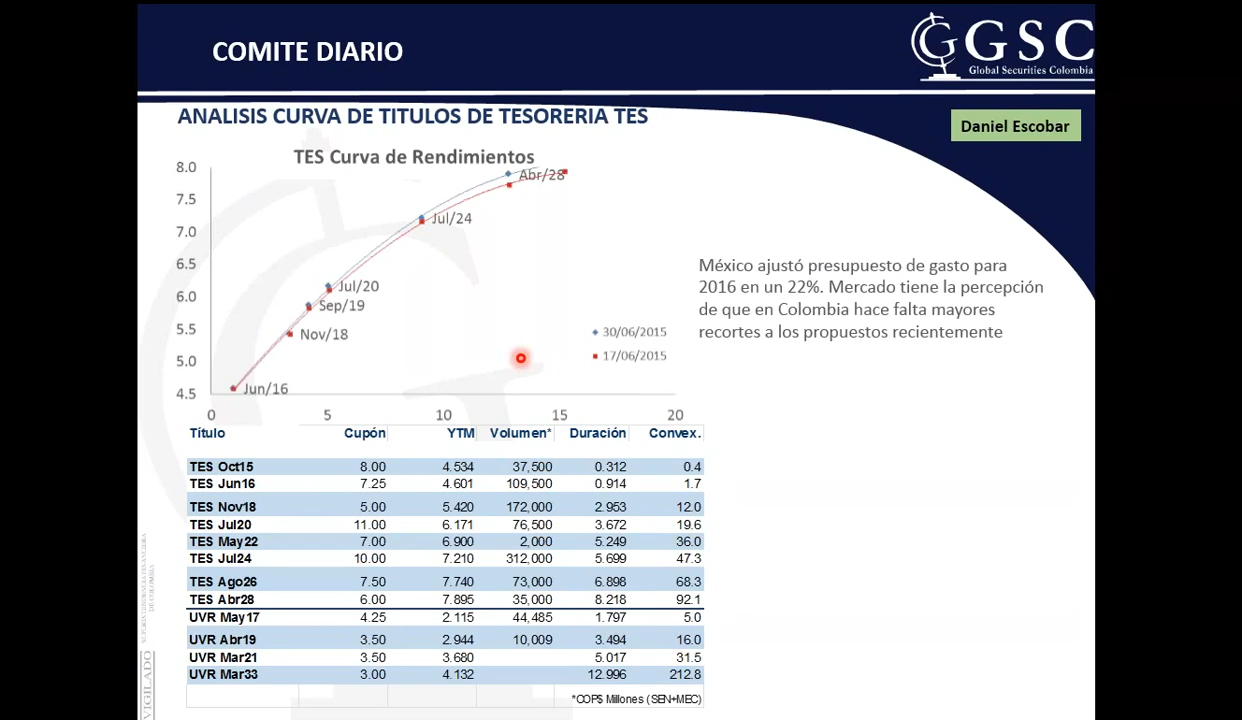 COMITE DIARIO
GGSC
Global Securities Colombia
ANALISIS CURVA DE TITULOS DE TESORERIA TES
Daniel Escobar
TES Curva de Rendimientos
8.0
7.5
7.0
6.5
6.0
5.5
5.0
4.5
0 5 10 15 20
Abr/28
Jul/24
Jul/20
Sep/19
Nov/18
Jun/16
30/06/2015
17/06/2015
México ajustó presupuesto de gasto para
2016 en un 22%. Mercado tiene la percepción
de que en Colombia hace falta mayores
recortes a los propuestos recientemente
Título Cupón YTM Volumen* Duración Convex.
TES Oct15 8.00 4.534 37,500 0.312 0.4
TES Jun16 7.25 4.601 109,500 0.914 1.7
TES Nov18 5.00 5.420 172,000 2.953 12.0
TES Jul20 11.00 6.171 76,500 3.672 19.6
TES May22 7.00 6.900 2,000 5.249 36.0
TES Jul24 10.00 7.210 312,000 5.699 47.3
TES Ago26 7.50 7.740 73,000 6.898 68.3
TES Abr28 6.00 7.895 35,000 8.218 92.1
UVR May17 4.25 2.115 44,485 1.797 5.0
UVR Abr19 3.50 2.944 10,009 3.494 16.0
UVR Mar21 3.50 3.680 5.017 31.5
UVR Mar33 3.00 4.132 12.996 212.8
*COP$ Millones (SEN+MEC)
VIGILADO
SUPERINTENDENCIA FINANCIERA
DE COLOMBIA